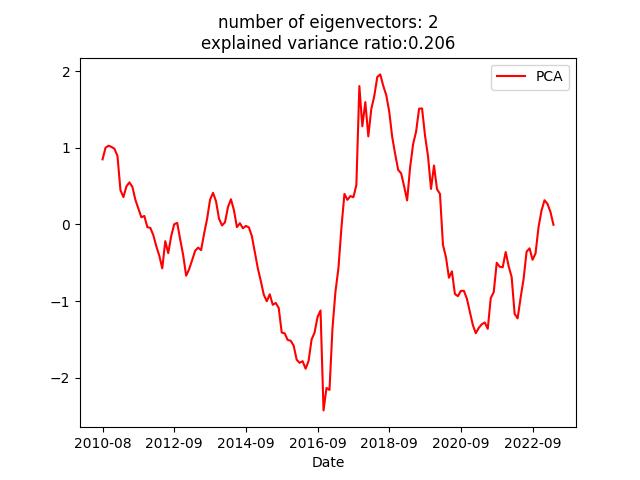 number of eigenvectors: 2
explained variance ratio:0.206
PCA
2
1
0
−1
−2
2010-08 2012-09 2014-09 2016-09 2018-09 2020-09 2022-09
Date